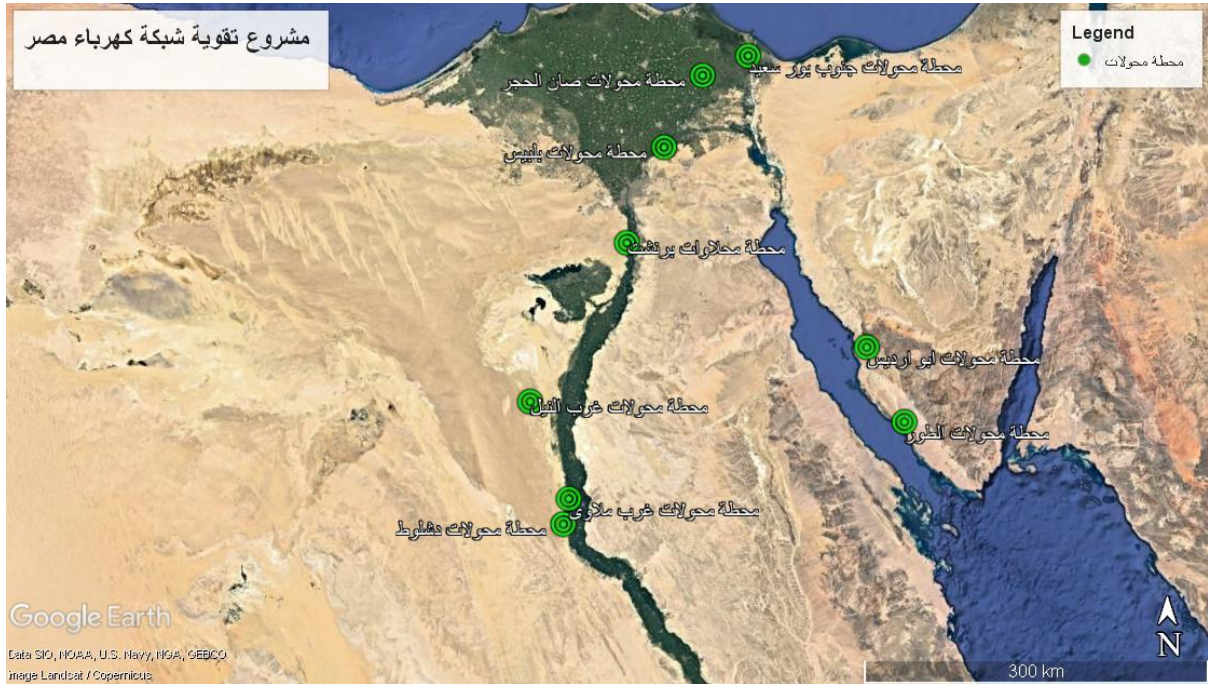 مشروع تقوية شبكة كهرباء مصر
Legend
محطة محولات
محطة محولات جنوب بور سعيد
محطة محولات صان الحجر
محطة محولات بلبيس
محطة محلاوات برنشت
محطة محولات ابو ارديس
محطة محولات غرب النيل
محطة محولات الطور
محطة محولات غرب ملاوى
محطة محولات دشلوط
Google Earth
Data SIO, NOAA, U.S. Navy, NGA, GEBCO
Image Landsat / Copernicus
N
300 km